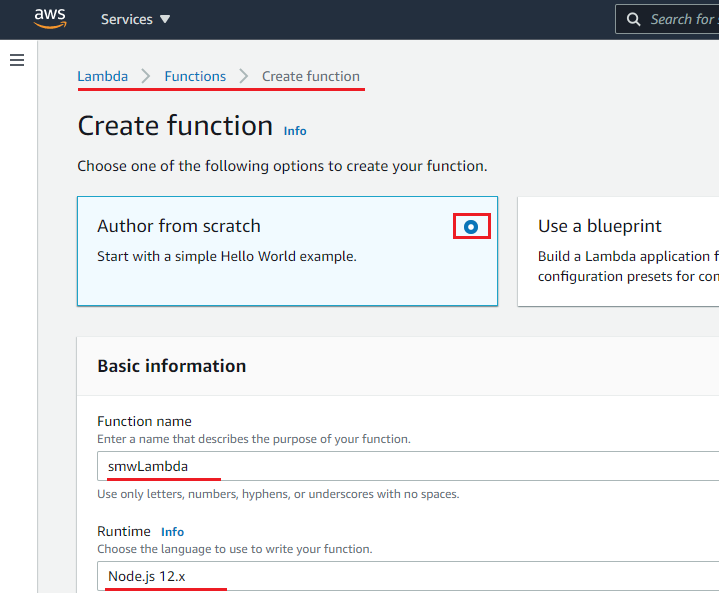 aws Services Search for
Lambda Functions Create function
Create function Info
Choose one of the following options to create your function.
Author from scratch
Start with a simple Hello World example.
Use a blueprint
Build a Lambda application
configuration presets for
Basic information
Function name
Enter a name that describes the purpose of your function.
smwLambda
Use only letters, numbers, hyphens, or underscores with no spaces.
Runtime Info
Choose the language to use to write your function.
Node.js 12.x